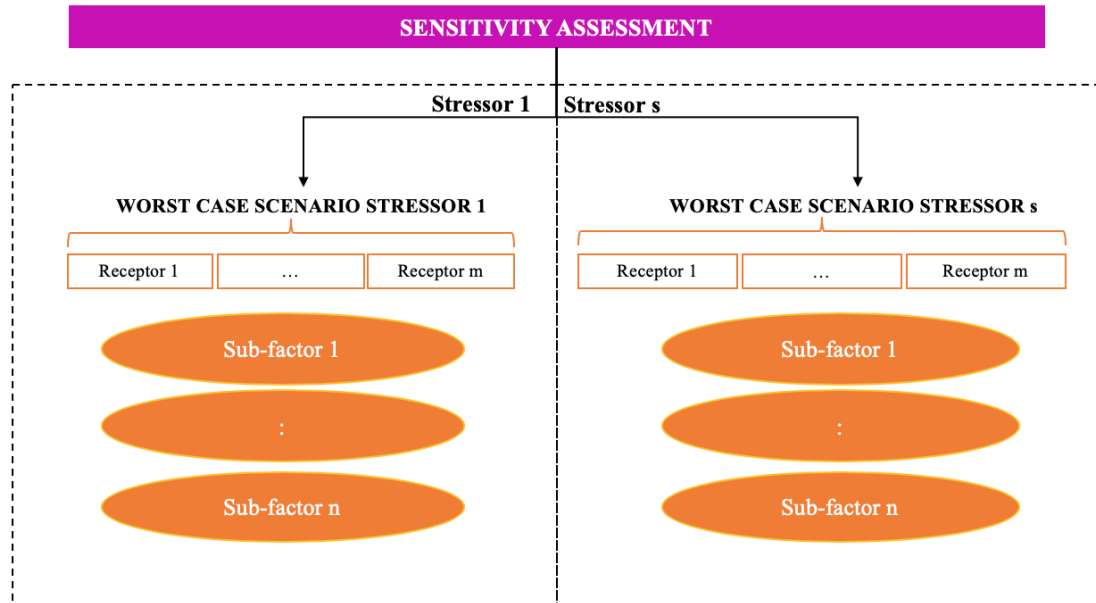 SENSITIVITY ASSESSMENT
Stressor 1
Stressor s
WORST CASE SCENARIO STRESSOR 1
Receptor 1
…
Receptor m
Sub-factor 1
:
Sub-factor n
WORST CASE SCENARIO STRESSOR s
Receptor 1
…
Receptor m
Sub-factor 1
:
Sub-factor n